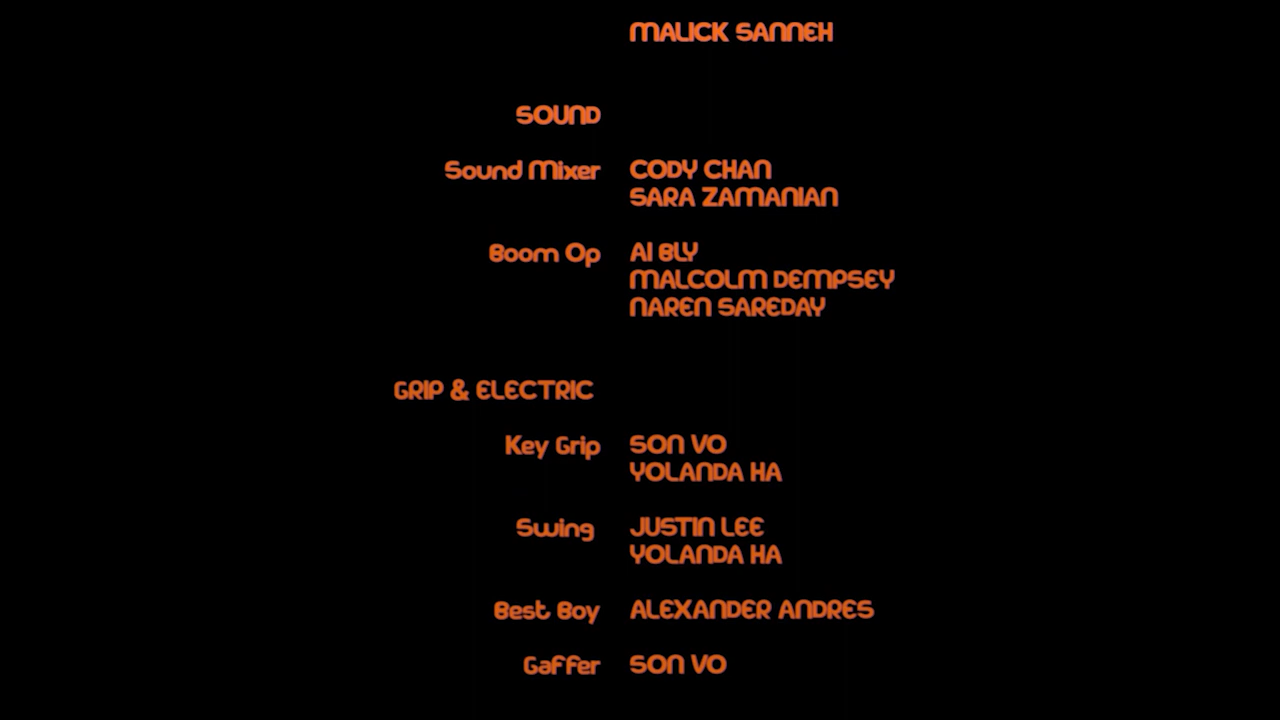 MALICK SANNEH
SOUND
Sound Mixer CODY CHAN
SARA ZAMANIAN
Boom Op AI BLY
MALCOLM DEMPSEY
NAREN SAREDAY
GRIP & ELECTRIC
Key Grip SON VO
YOLANDA HA
Swing JUSTIN LEE
YOLANDA HA
Best Boy ALEXANDER ANDRES
Gaffer SON VO